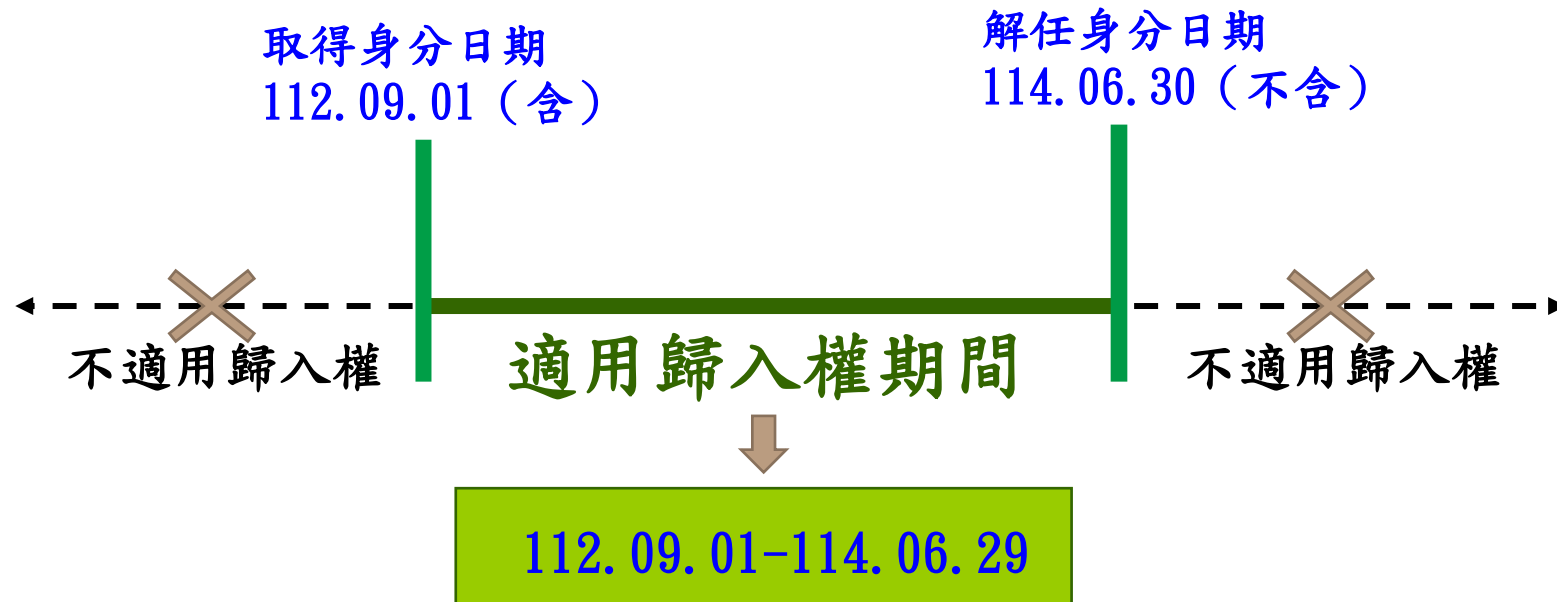 取得身分日期
112.09.01（含）
解任身分日期
114.06.30（不含）
不適用歸入權
適用歸入權期間
不適用歸入權
112.09.01-114.06.29